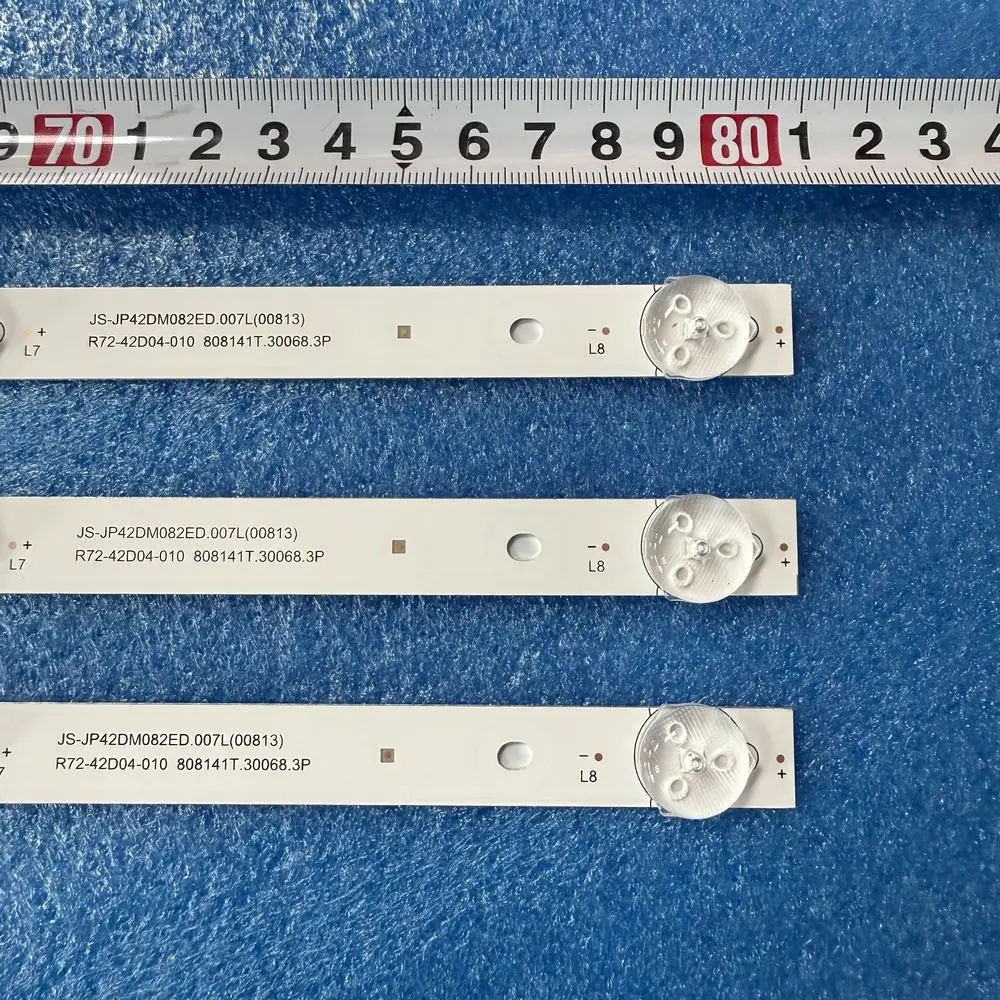 9 70 1 2 3 4 5 6 7 8 9 80 1 2 3 4
JS-JP42DM082ED.007L(00813)
R72-42D04-010 808141T.30068.3P
+
L7
-
L8
+
JS-JP42DM082ED.007L(00813)
R72-42D04-010 808141T.30068.3P
+
L7
-
L8
+
JS-JP42DM082ED.007L(00813)
R72-42D04-010 808141T.30068.3P
+
7
-
L8
+